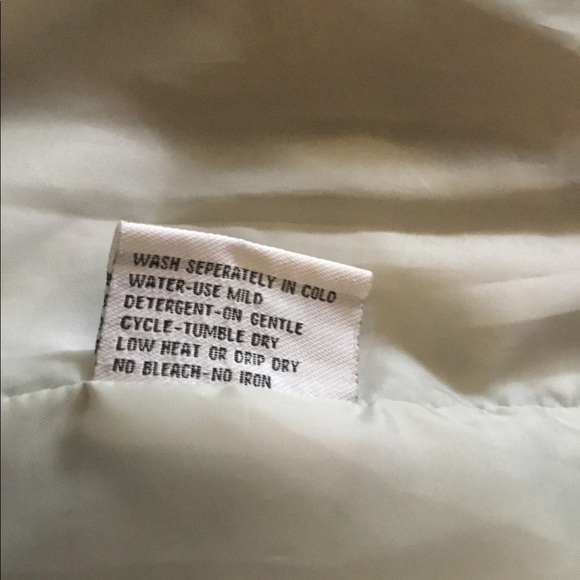 WASH SEPERATELY IN COLD
WATER-USE MILD
DETERGENT-ON GENTLE
CYCLE-TUMBLE DRY
LOW HEAT OR DRIP DRY
NO BLEACH-NO IRON